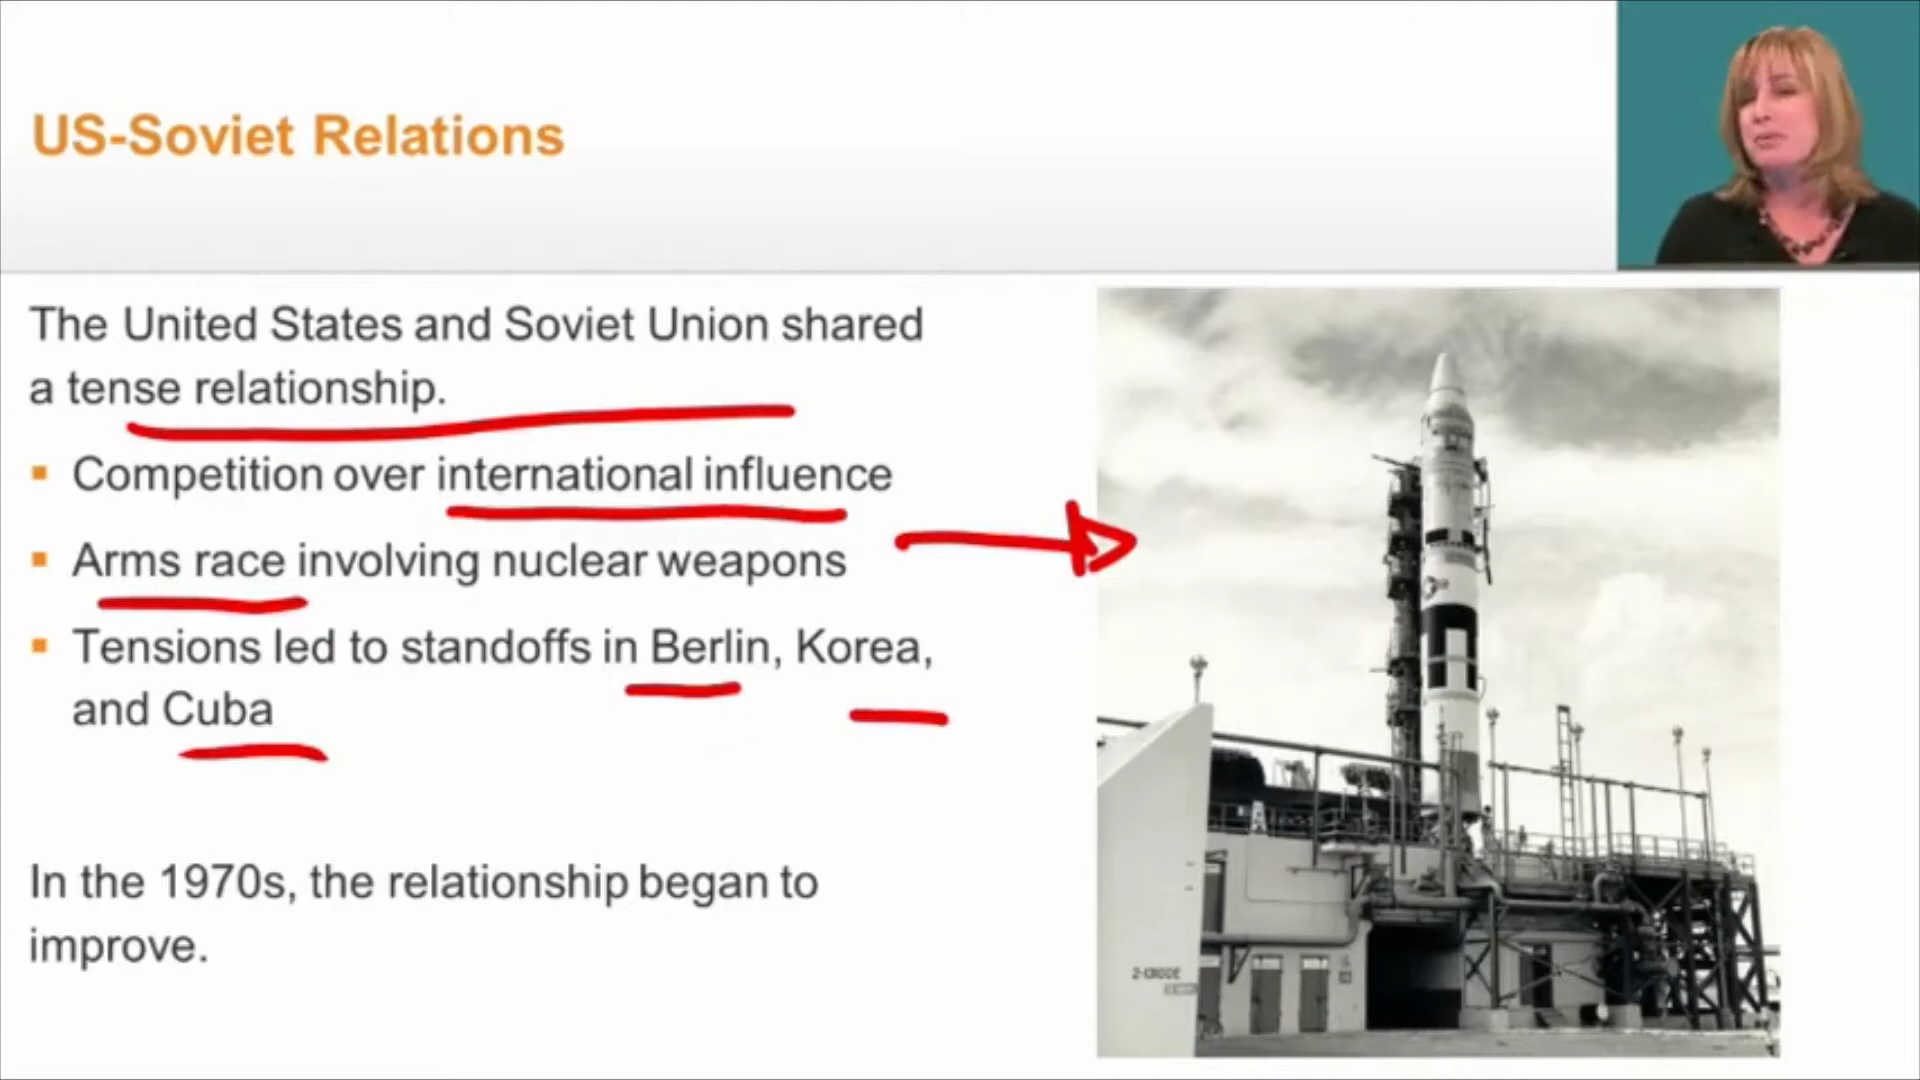 US-Soviet Relations
The United States and Soviet Union shared
a tense relationship.
▪ Competition over international influence
▪ Arms race involving nuclear weapons
▪ Tensions led to standoffs in Berlin, Korea,
and Cuba
In the 1970s, the relationship began to
improve.